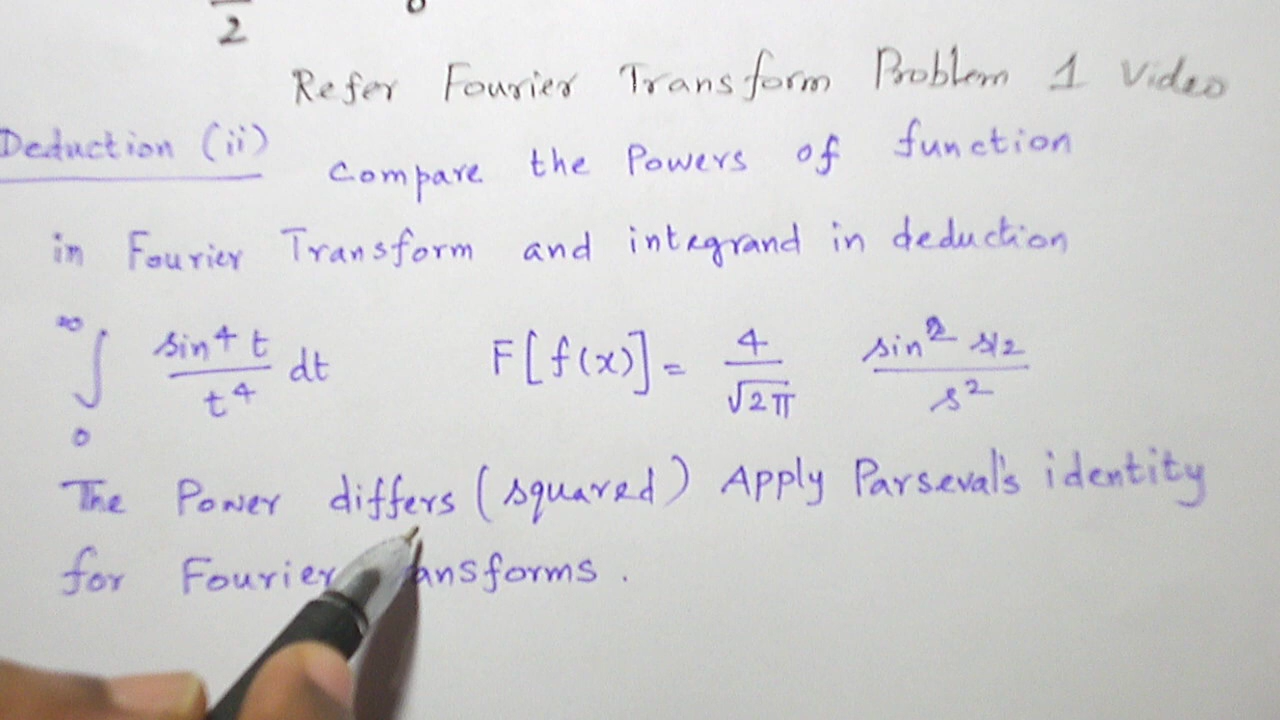 2
Refer Fourier Transform Problem 1 Video
Deduction (ii) Compare the Powers of function
in Fourier Transform and integrand in deduction
∞∫0 sin⁴ t / t⁴ dt F[f(x)] = 4/√2π sin² s/2 / s²
The Power differs (squared) Apply Parseval's identity
for Fourier ansforms.